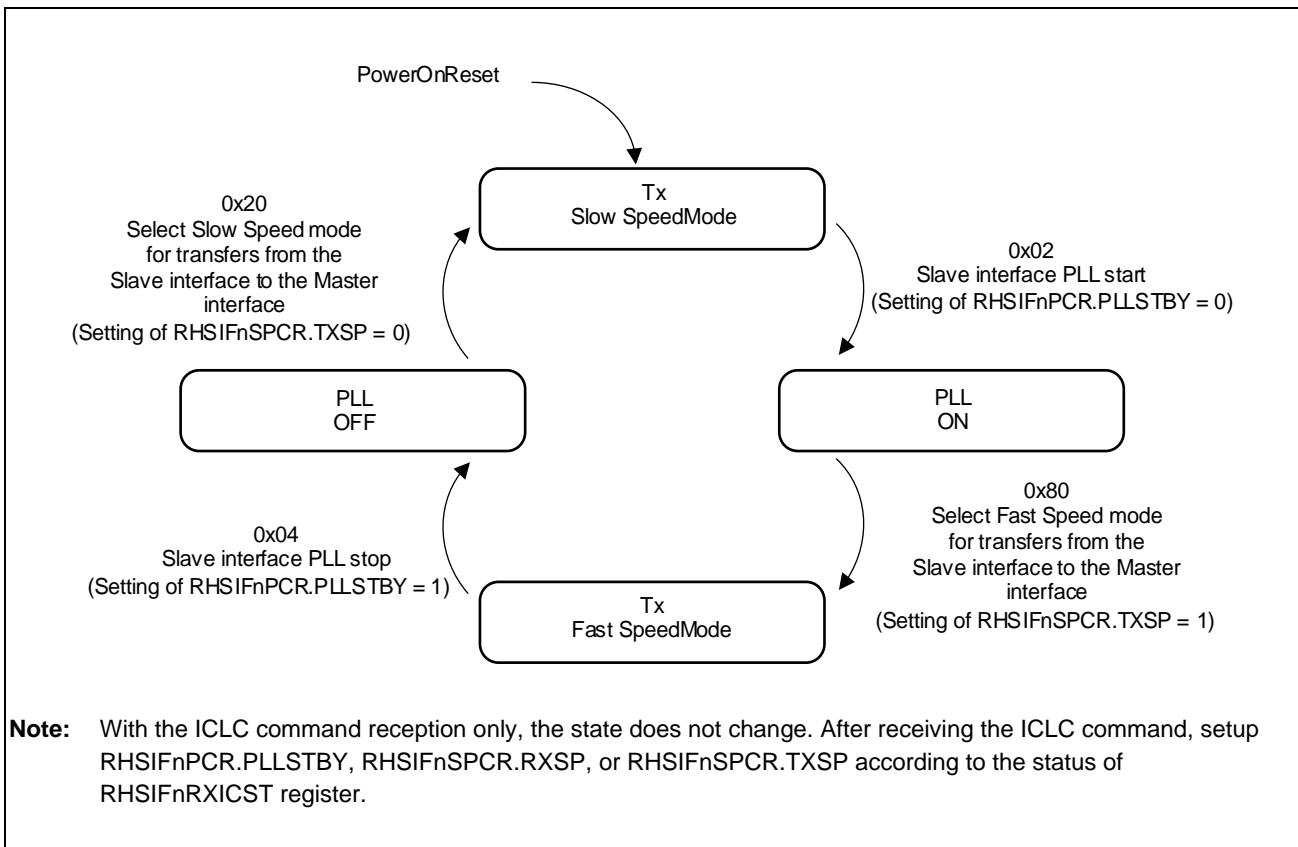 PowerOnReset
Tx
Slow SpeedMode
0x20
Select Slow Speed mode
for transfers from the
Slave interface to the Master
interface
(Setting of RHSIFnSPCR.TXSP = 0)
0x02
Slave interface PLL start
(Setting of RHSIFnPCR.PLLSTBY = 0)
PLL
OFF
PLL
ON
0x04
Slave interface PLL stop
(Setting of RHSIFnPCR.PLLSTBY = 1)
0x80
Select Fast Speed mode
for transfers from the
Slave interface to the Master
interface
(Setting of RHSIFnSPCR.TXSP = 1)
Tx
Fast SpeedMode
Note: With the ICLC command reception only, the state does not change. After receiving the ICLC command, setup
RHSIFnPCR.PLLSTBY, RHSIFnSPCR.RXSP, or RHSIFnSPCR.TXSP according to the status of
RHSIFnRXICST register.